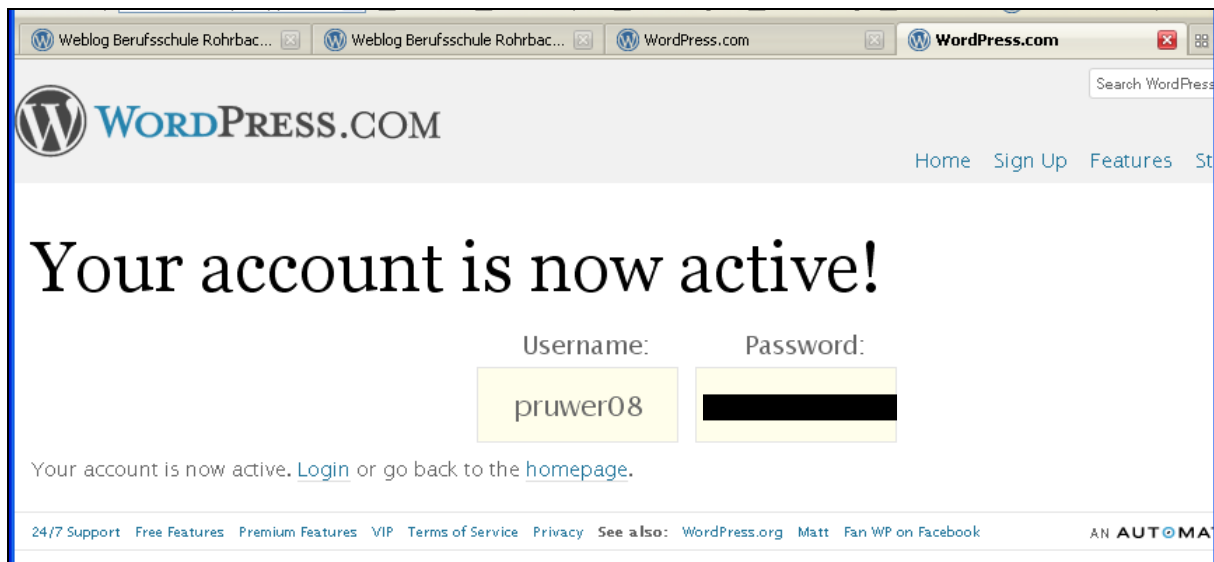 Weblog Berufsschule Rohrbac... Weblog Berufsschule Rohrbac... WordPress.com WordPress.com
Search WordPress
WORDPRESS.COM
Home Sign Up Features St
Your account is now active!
Username: Password:
pruwer08
Your account is now active. Login or go back to the homepage.
24/7 Support Free Features Premium Features VIP Terms of Service Privacy See also: WordPress.org Matt Fan WP on Facebook AN AUTOMA